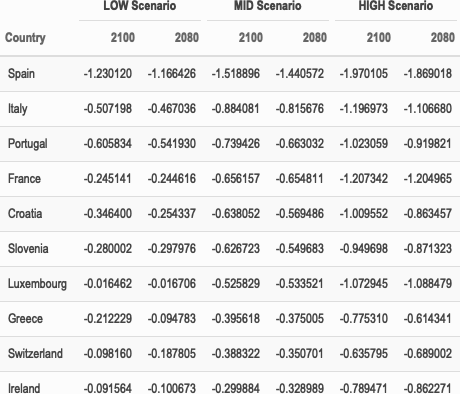 LOW Scenario MID Scenario HIGH Scenario
Country 2100 2080 2100 2080 2100 2080
Spain -1.230120 -1.166426 -1.518896 -1.440572 -1.970105 -1.869018
Italy -0.507198 -0.467036 -0.884081 -0.815676 -1.196973 -1.106680
Portugal -0.605834 -0.541930 -0.739426 -0.663032 -1.023059 -0.919821
France -0.245141 -0.244616 -0.656157 -0.654811 -1.207342 -1.204965
Croatia -0.346400 -0.254337 -0.638052 -0.569486 -1.009552 -0.863457
Slovenia -0.280002 -0.297976 -0.626723 -0.549683 -0.949698 -0.871323
Luxembourg -0.016462 -0.016706 -0.525829 -0.533521 -1.072945 -1.088479
Greece -0.212229 -0.094783 -0.395618 -0.375005 -0.775310 -0.614341
Switzerland -0.098160 -0.187805 -0.388322 -0.350701 -0.635795 -0.689002
Ireland -0.091564 -0.100673 -0.299884 -0.328989 -0.789471 -0.862271